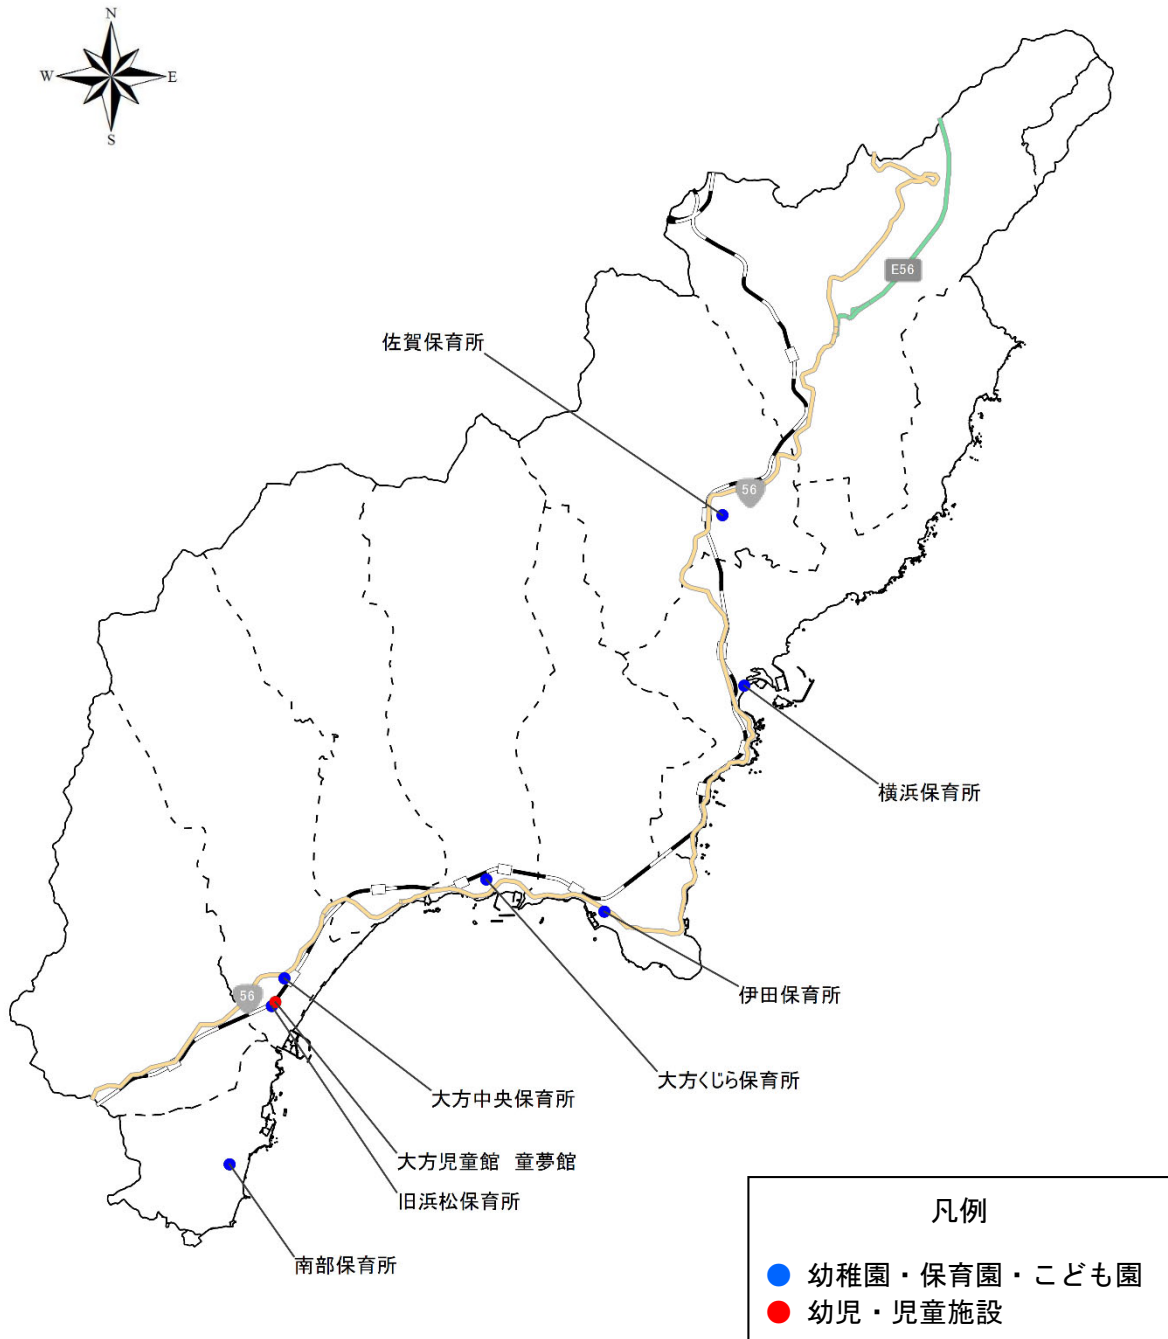 N
W
E
S
E56
佐賀保育所
56
横浜保育所
伊田保育所
56
大方くじら保育所
大方中央保育所
大方児童館　童夢館
旧浜松保育所
南部保育所
凡例
幼稚園・保育園・こども園
幼児・児童施設